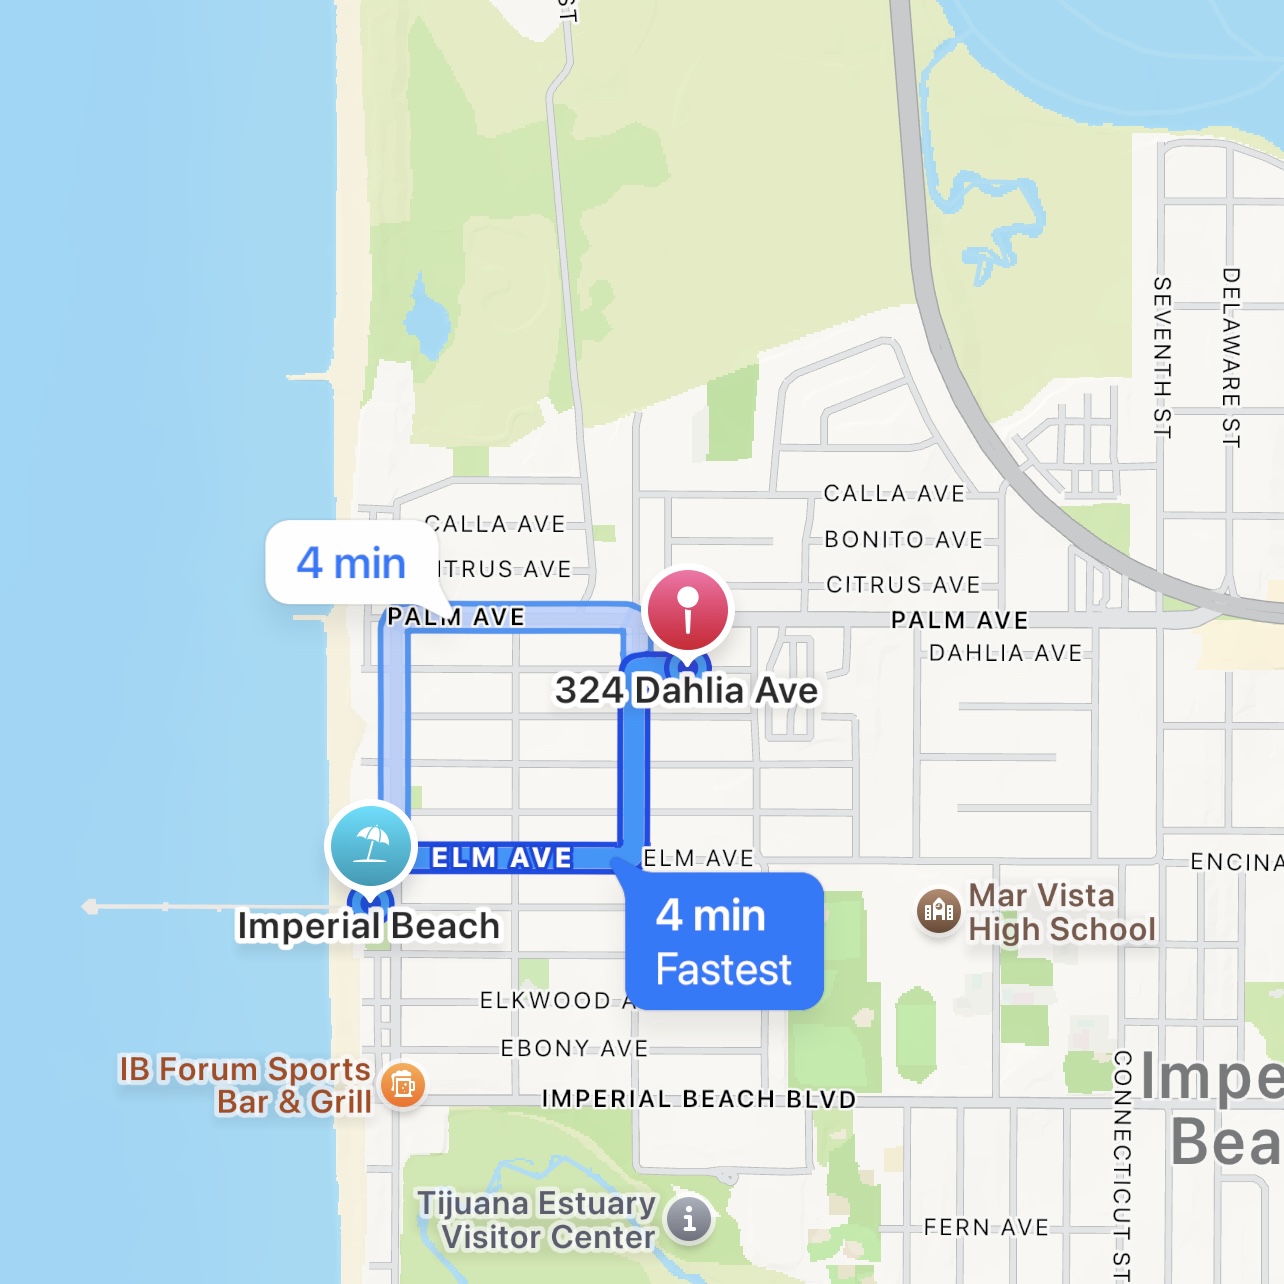 ST
SEVENTH ST
DELAWARE ST
CALLA AVE
CALLA AVE
BONITO AVE
4 min
ITRUS AVE
CITRUS AVE
PALM AVE
PALM AVE
DAHLIA AVE
324 Dahlia Ave
ELM AVE
ELM AVE
ENCINA
Mar Vista
High School
4 min
Fastest
Imperial Beach
ELKWOOD A
EBONY AVE
IB Forum Sports
Bar & Grill
IMPERIAL BEACH BLVD
CONNECTICUT ST
Impe
Bea
Tijuana Estuary
Visitor Center
FERN AVE